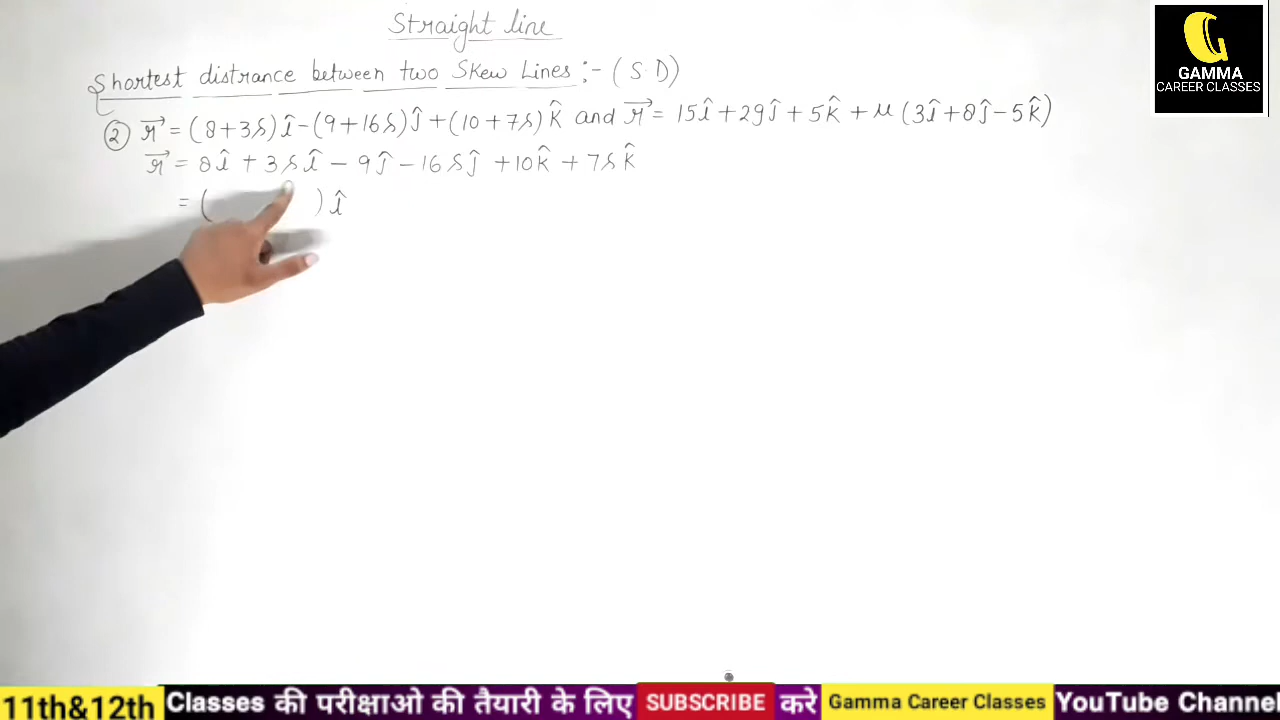 Straight line
Shortest distrance between two Skew Lines :- (S D)
② r⃗ = (8+3s)î-(9+16s)ĵ+(10+7s)k̂ and r⃗ = 15î+29ĵ+5k̂+μ(3î+8ĵ-5k̂)
r⃗ = 8î + 3sî - 9ĵ - 16sĵ + 10k̂ + 7sk̂
= ( )î
GAMMA
CAREER CLASSES
11th&12th Classes की परीक्षाओ की तैयारी के लिए SUBSCRIBE करे Gamma Career Classes YouTube Channel